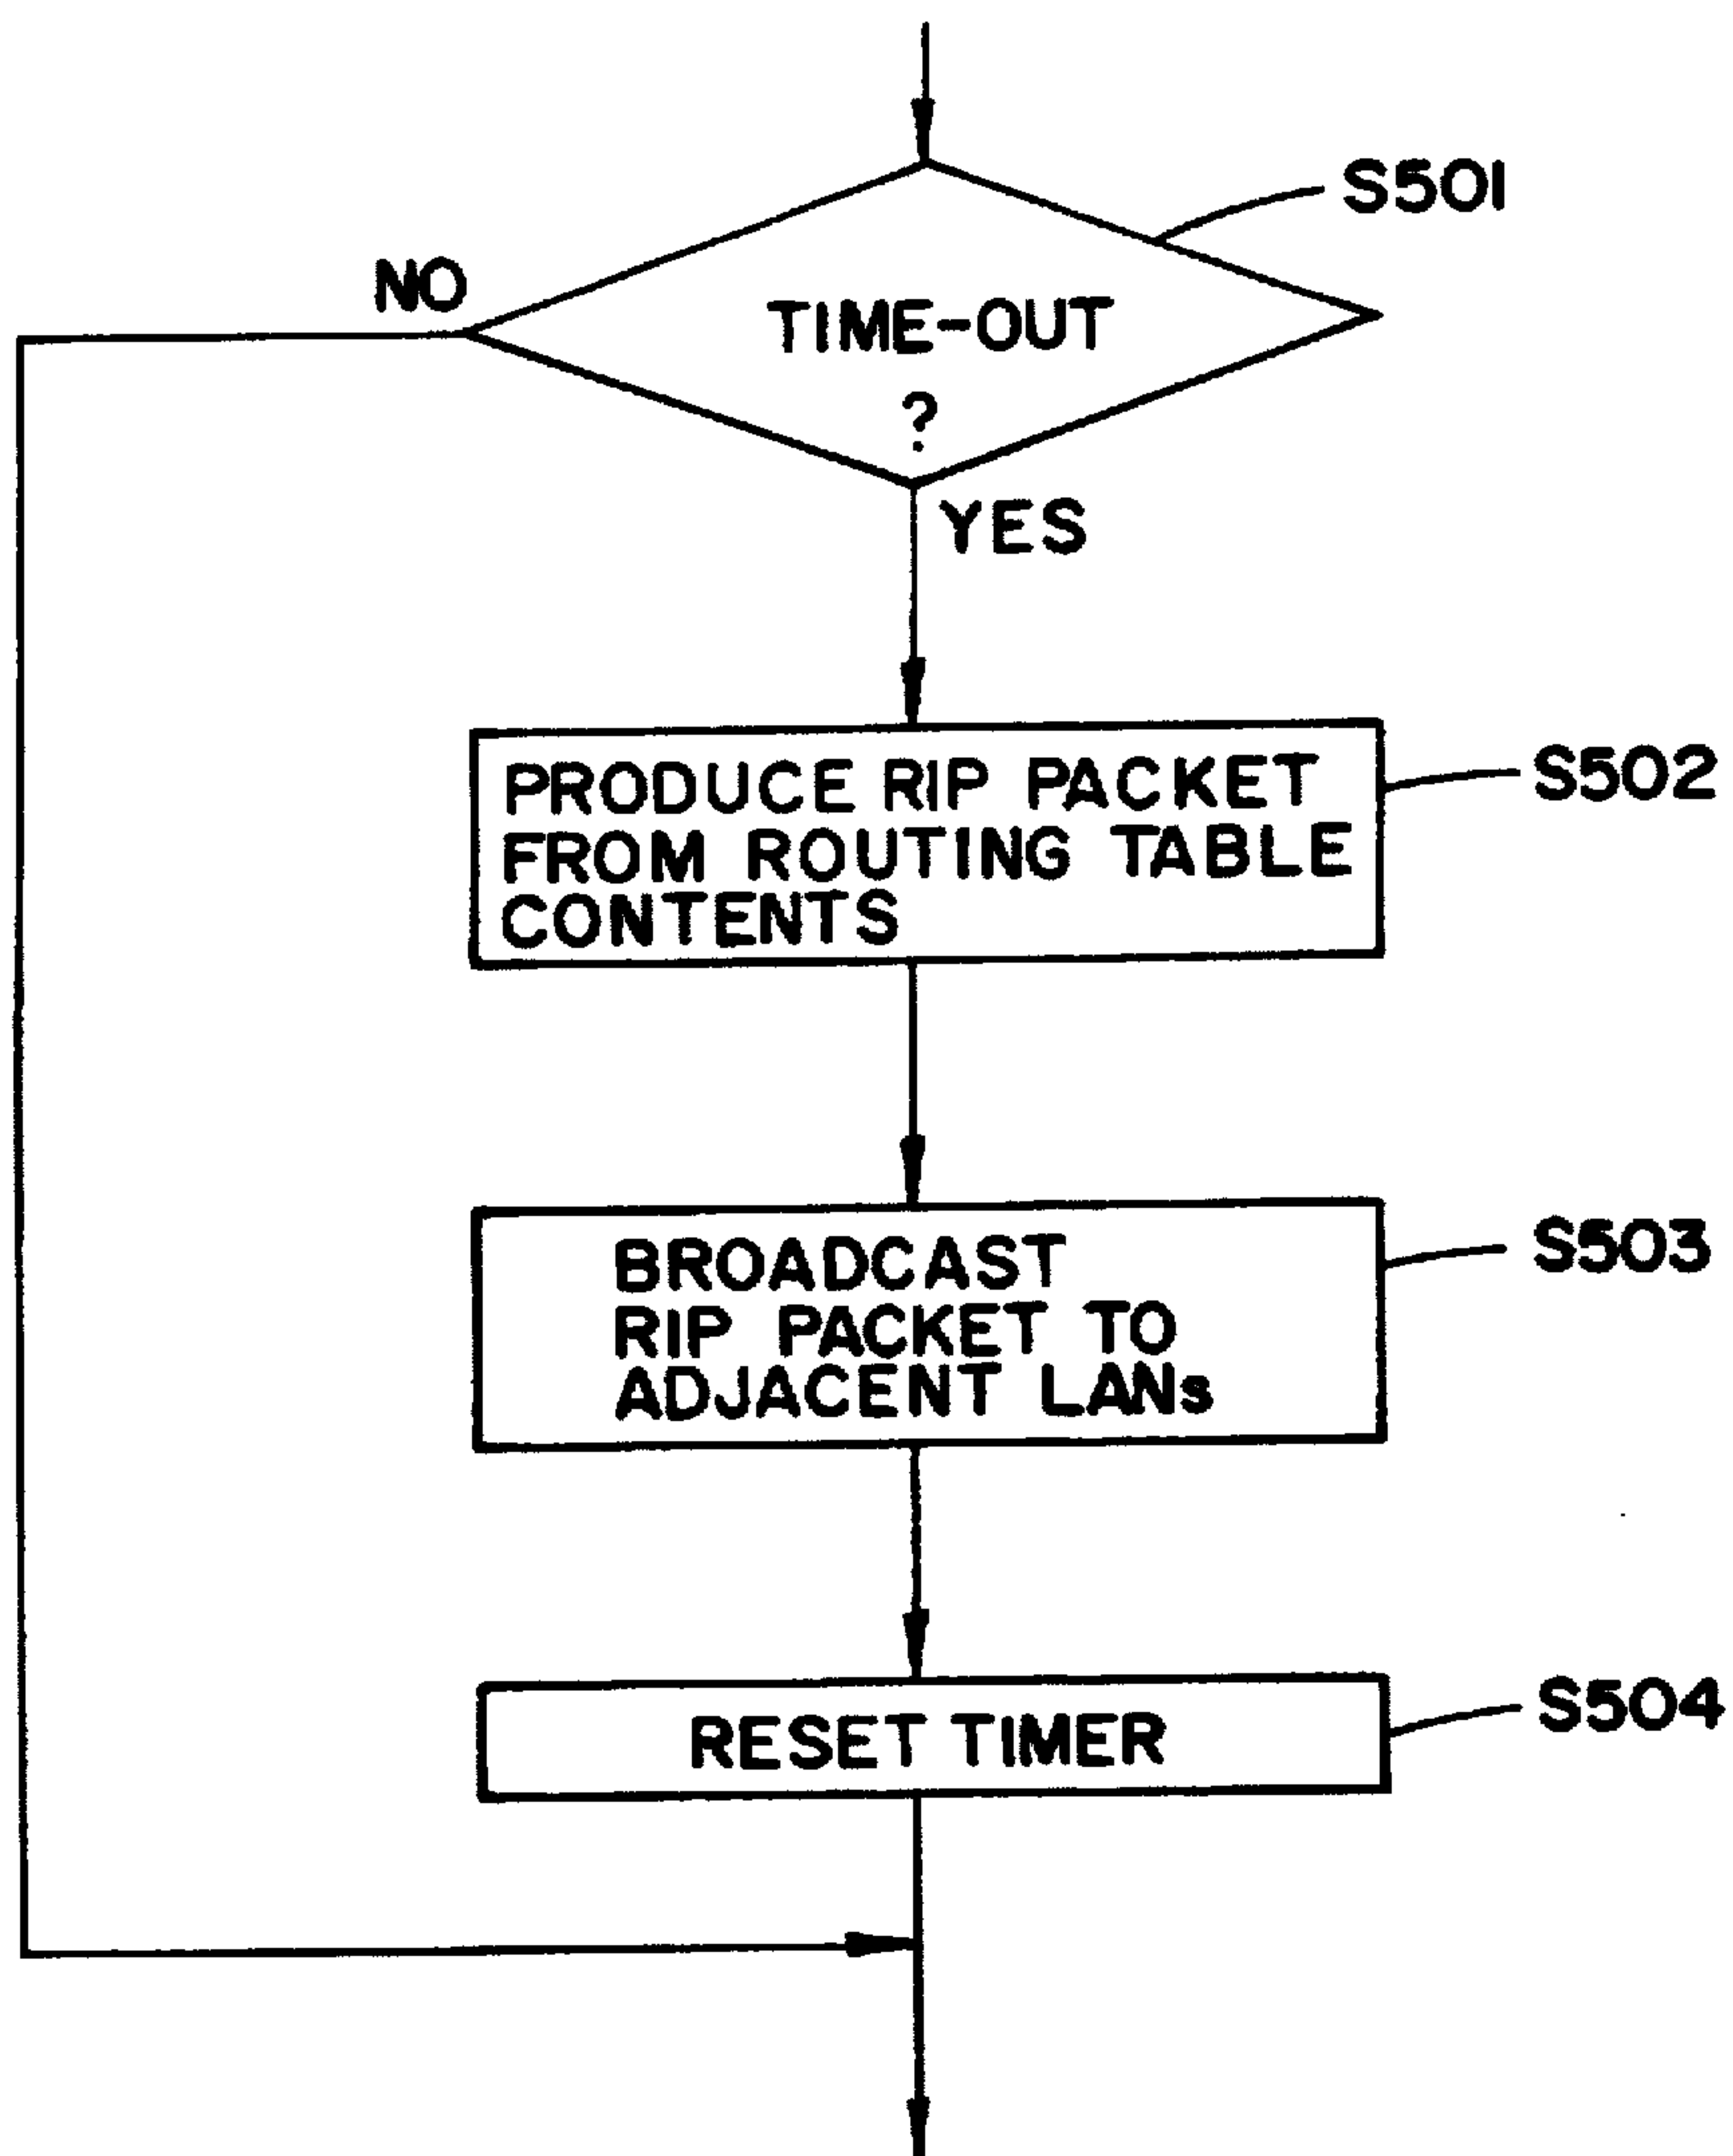 S501
NO
TIME-OUT
?
YES
PRODUCE RIP PACKET
FROM ROUTING TABLE
CONTENTS
S502
BROADCAST
RIP PACKET TO
ADJACENT LANs
S503
RESET TIMER
S504